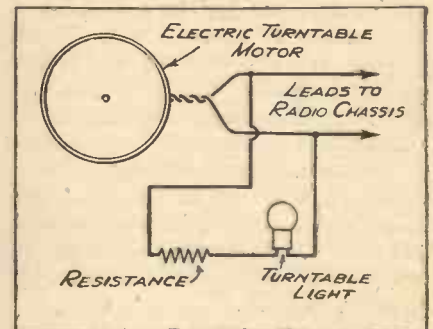 ELECTRIC TURNTABLE
MOTOR
LEADS TO
RADIO CHASSIS
RESISTANCE
TURNTABLE
LIGHT